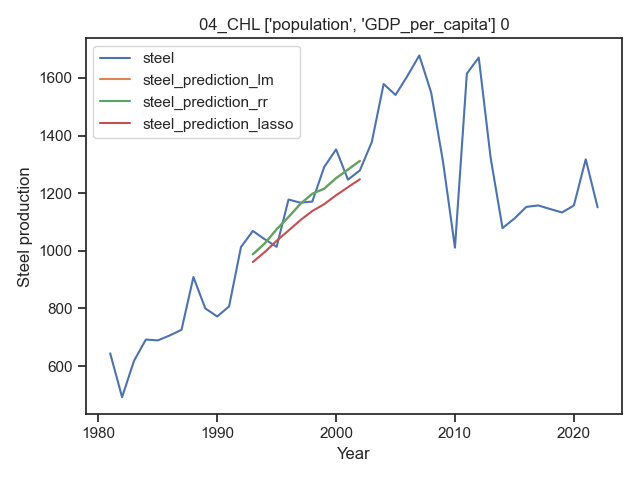 04_CHL ['population', 'GDP_per_capita'] 0
steel
steel_prediction_lm
steel_prediction_rr
steel_prediction_lasso
Steel production
1600
1400
1200
1000
800
600
1980
1990
2000
2010
2020
Year